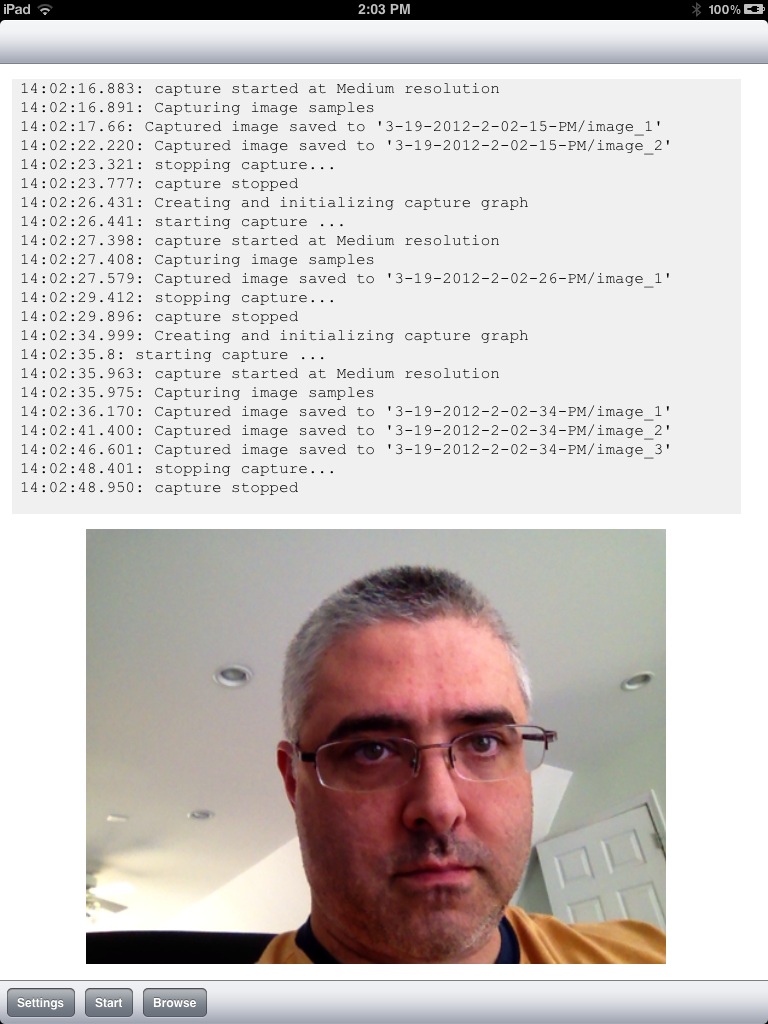 iPad 2:03 PM 100%
14:02:16.883: capture started at Medium resolution
14:02:16.891: Capturing image samples
14:02:17.66: Captured image saved to '3-19-2012-2-02-15-PM/image_1'
14:02:22.220: Captured image saved to '3-19-2012-2-02-15-PM/image_2'
14:02:23.321: stopping capture...
14:02:23.777: capture stopped
14:02:26.431: Creating and initializing capture graph
14:02:26.441: starting capture ...
14:02:27.398: capture started at Medium resolution
14:02:27.408: Capturing image samples
14:02:27.579: Captured image saved to '3-19-2012-2-02-26-PM/image_1'
14:02:29.412: stopping capture...
14:02:29.896: capture stopped
14:02:34.999: Creating and initializing capture graph
14:02:35.8: starting capture ...
14:02:35.963: capture started at Medium resolution
14:02:35.975: Capturing image samples
14:02:36.170: Captured image saved to '3-19-2012-2-02-34-PM/image_1'
14:02:41.400: Captured image saved to '3-19-2012-2-02-34-PM/image_2'
14:02:46.601: Captured image saved to '3-19-2012-2-02-34-PM/image_3'
14:02:48.401: stopping capture...
14:02:48.950: capture stopped
Settings Start Browse